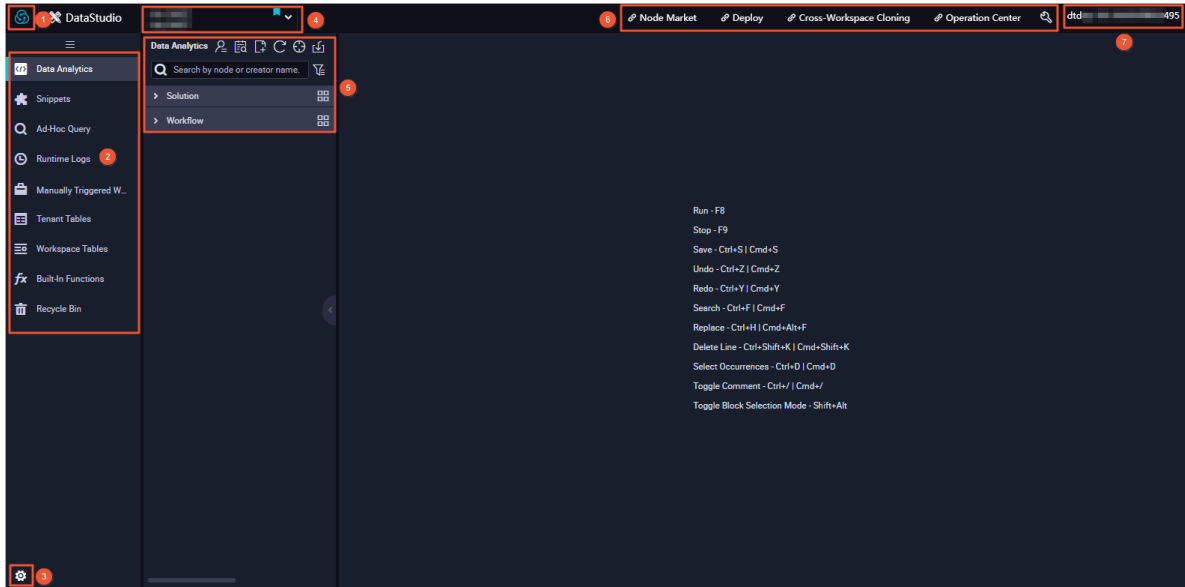 1
DataStudio
4
6
Node Market
Deploy
Cross-Workspace Cloning
Operation Center
dtd
495
7
Data Analytics
Snippets
Ad-Hoc Query
Runtime Logs
2
Manually Triggered W...
Tenant Tables
Workspace Tables
fx Built-In Functions
Recycle Bin
3
Data Analytics
Search by node or creator name.
5
Solution
Workflow
Run - F8
Stop - F9
Save - Ctrl+S | Cmd+S
Undo - Ctrl+Z | Cmd+Z
Redo - Ctrl+Y | Cmd+Y
Search - Ctrl+F | Cmd+F
Replace - Ctrl+H | Cmd+Alt+F
Delete Line - Ctrl+Shift+K | Cmd+Shift+K
Select Occurrences - Ctrl+D | Cmd+D
Toggle Comment - Ctrl+/ | Cmd+/
Toggle Block Selection Mode - Shift+Alt